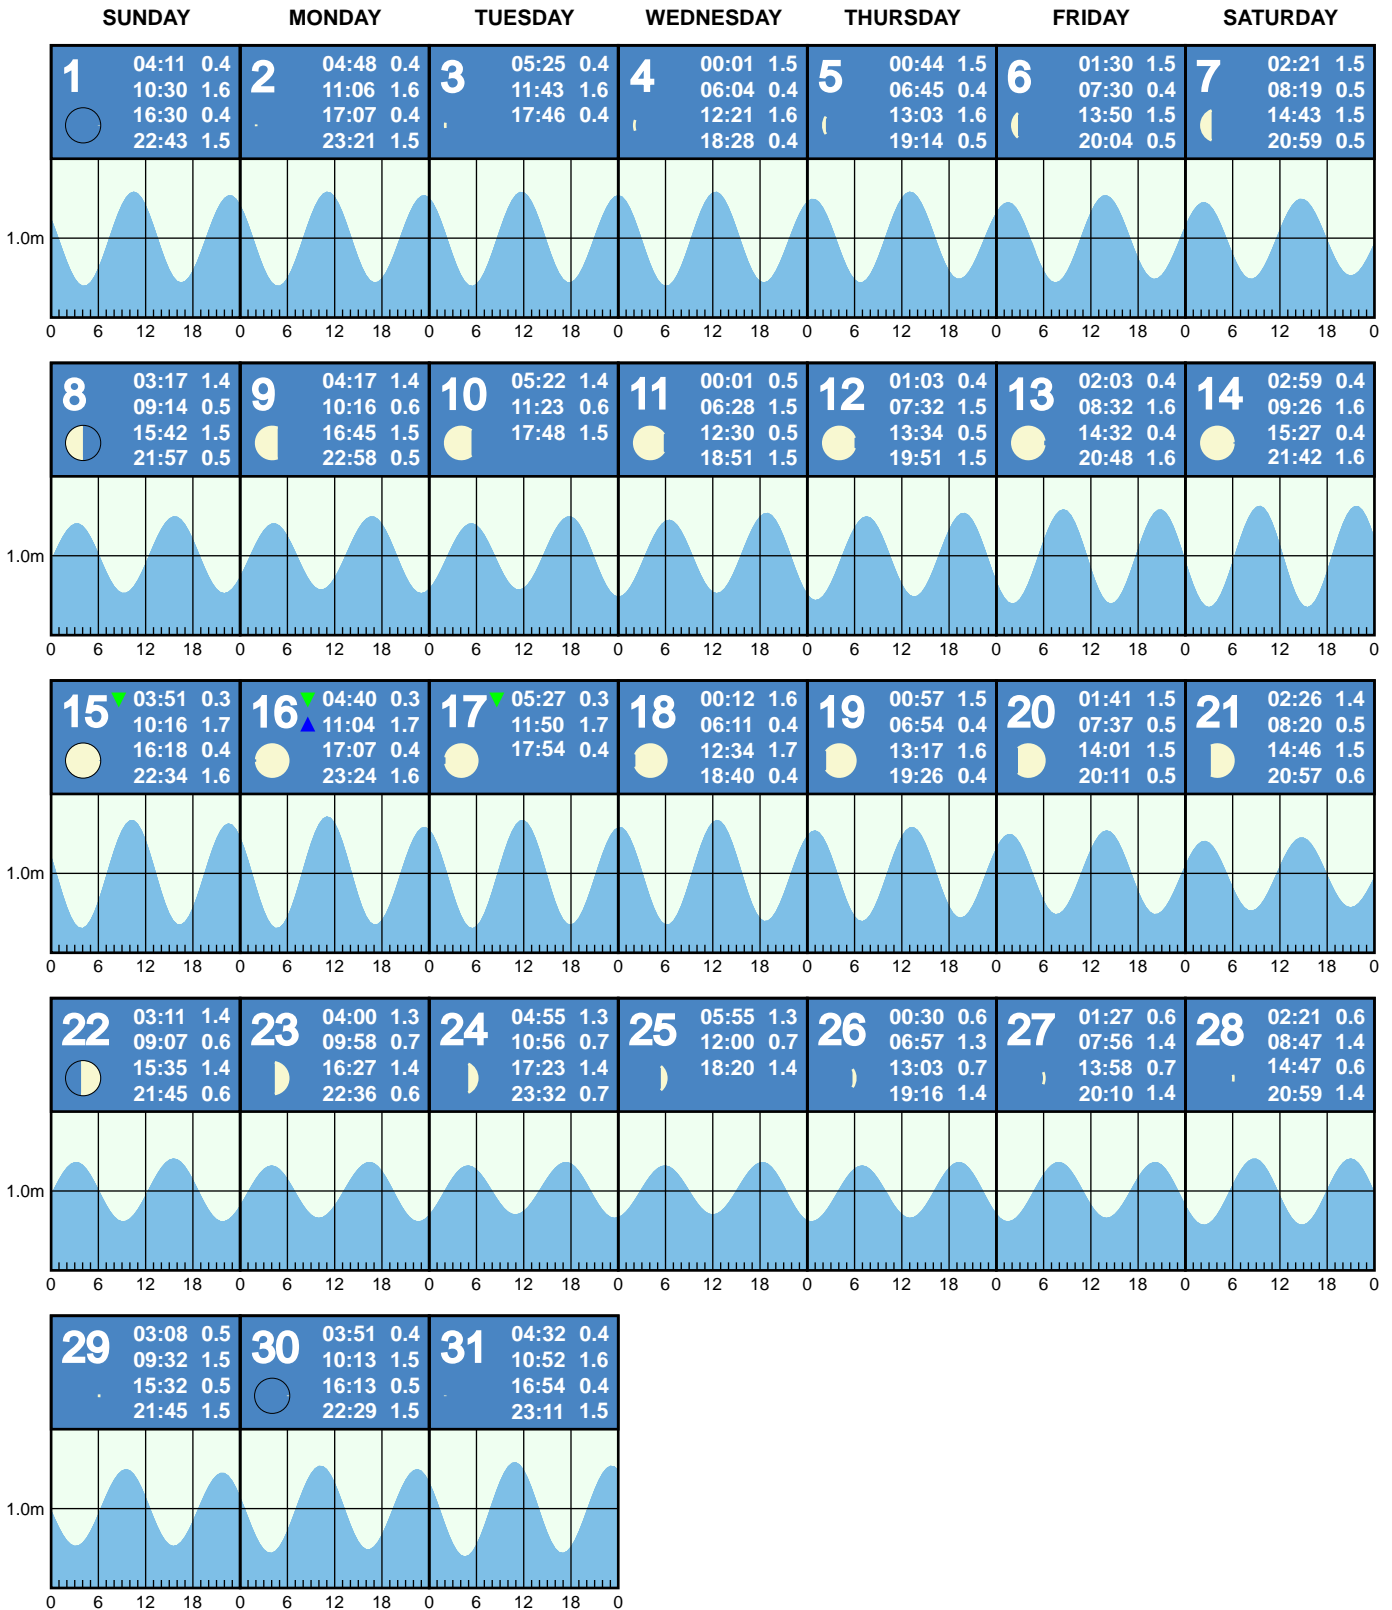 SUNDAY MONDAY TUESDAY WEDNESDAY THURSDAY FRIDAY SATURDAY
1 04:11 0.4
10:30 1.6
16:30 0.4
22:43 1.5
2 04:48 0.4
11:06 1.6
17:07 0.4
23:21 1.5
3 05:25 0.4
11:43 1.6
17:46 0.4
4 00:01 1.5
06:04 0.4
12:21 1.6
18:28 0.4
5 00:44 1.5
06:45 0.4
13:03 1.6
19:14 0.5
6 01:30 1.5
07:30 0.4
13:50 1.5
20:04 0.5
7 02:21 1.5
08:19 0.5
14:43 1.5
20:59 0.5
1.0m
0 6 12 18 0 6 12 18 0 6 12 18 0 6 12 18 0 6 12 18 0 6 12 18 0 6 12 18 0
8 03:17 1.4
09:14 0.5
15:42 1.5
21:57 0.5
9 04:17 1.4
10:16 0.6
16:45 1.5
22:58 0.5
10 05:22 1.4
11:23 0.6
17:48 1.5
11 00:01 0.5
06:28 1.5
12:30 0.5
18:51 1.5
12 01:03 0.4
07:32 1.5
13:34 0.5
19:51 1.5
13 02:03 0.4
08:32 1.6
14:32 0.4
20:48 1.6
14 02:59 0.4
09:26 1.6
15:27 0.4
21:42 1.6
1.0m
0 6 12 18 0 6 12 18 0 6 12 18 0 6 12 18 0 6 12 18 0 6 12 18 0 6 12 18 0
15 03:51 0.3
10:16 1.7
16:18 0.4
22:34 1.6
16 04:40 0.3
11:04 1.7
17:07 0.4
23:24 1.6
17 05:27 0.3
11:50 1.7
17:54 0.4
18 00:12 1.6
06:11 0.4
12:34 1.7
18:40 0.4
19 00:57 1.5
06:54 0.4
13:17 1.6
19:26 0.4
20 01:41 1.5
07:37 0.5
14:01 1.5
20:11 0.5
21 02:26 1.4
08:20 0.5
14:46 1.5
20:57 0.6
1.0m
0 6 12 18 0 6 12 18 0 6 12 18 0 6 12 18 0 6 12 18 0 6 12 18 0 6 12 18 0
22 03:11 1.4
09:07 0.6
15:35 1.4
21:45 0.6
23 04:00 1.3
09:58 0.7
16:27 1.4
22:36 0.6
24 04:55 1.3
10:56 0.7
17:23 1.4
23:32 0.7
25 05:55 1.3
12:00 0.7
18:20 1.4
26 00:30 0.6
06:57 1.3
13:03 0.7
19:16 1.4
27 01:27 0.6
07:56 1.4
13:58 0.7
20:10 1.4
28 02:21 0.6
08:47 1.4
14:47 0.6
20:59 1.4
1.0m
0 6 12 18 0 6 12 18 0 6 12 18 0 6 12 18 0 6 12 18 0 6 12 18 0 6 12 18 0
29 03:08 0.5
09:32 1.5
15:32 0.5
21:45 1.5
30 03:51 0.4
10:13 1.5
16:13 0.5
22:29 1.5
31 04:32 0.4
10:52 1.6
16:54 0.4
23:11 1.5
1.0m
0 6 12 18 0 6 12 18 0 6 12 18 0